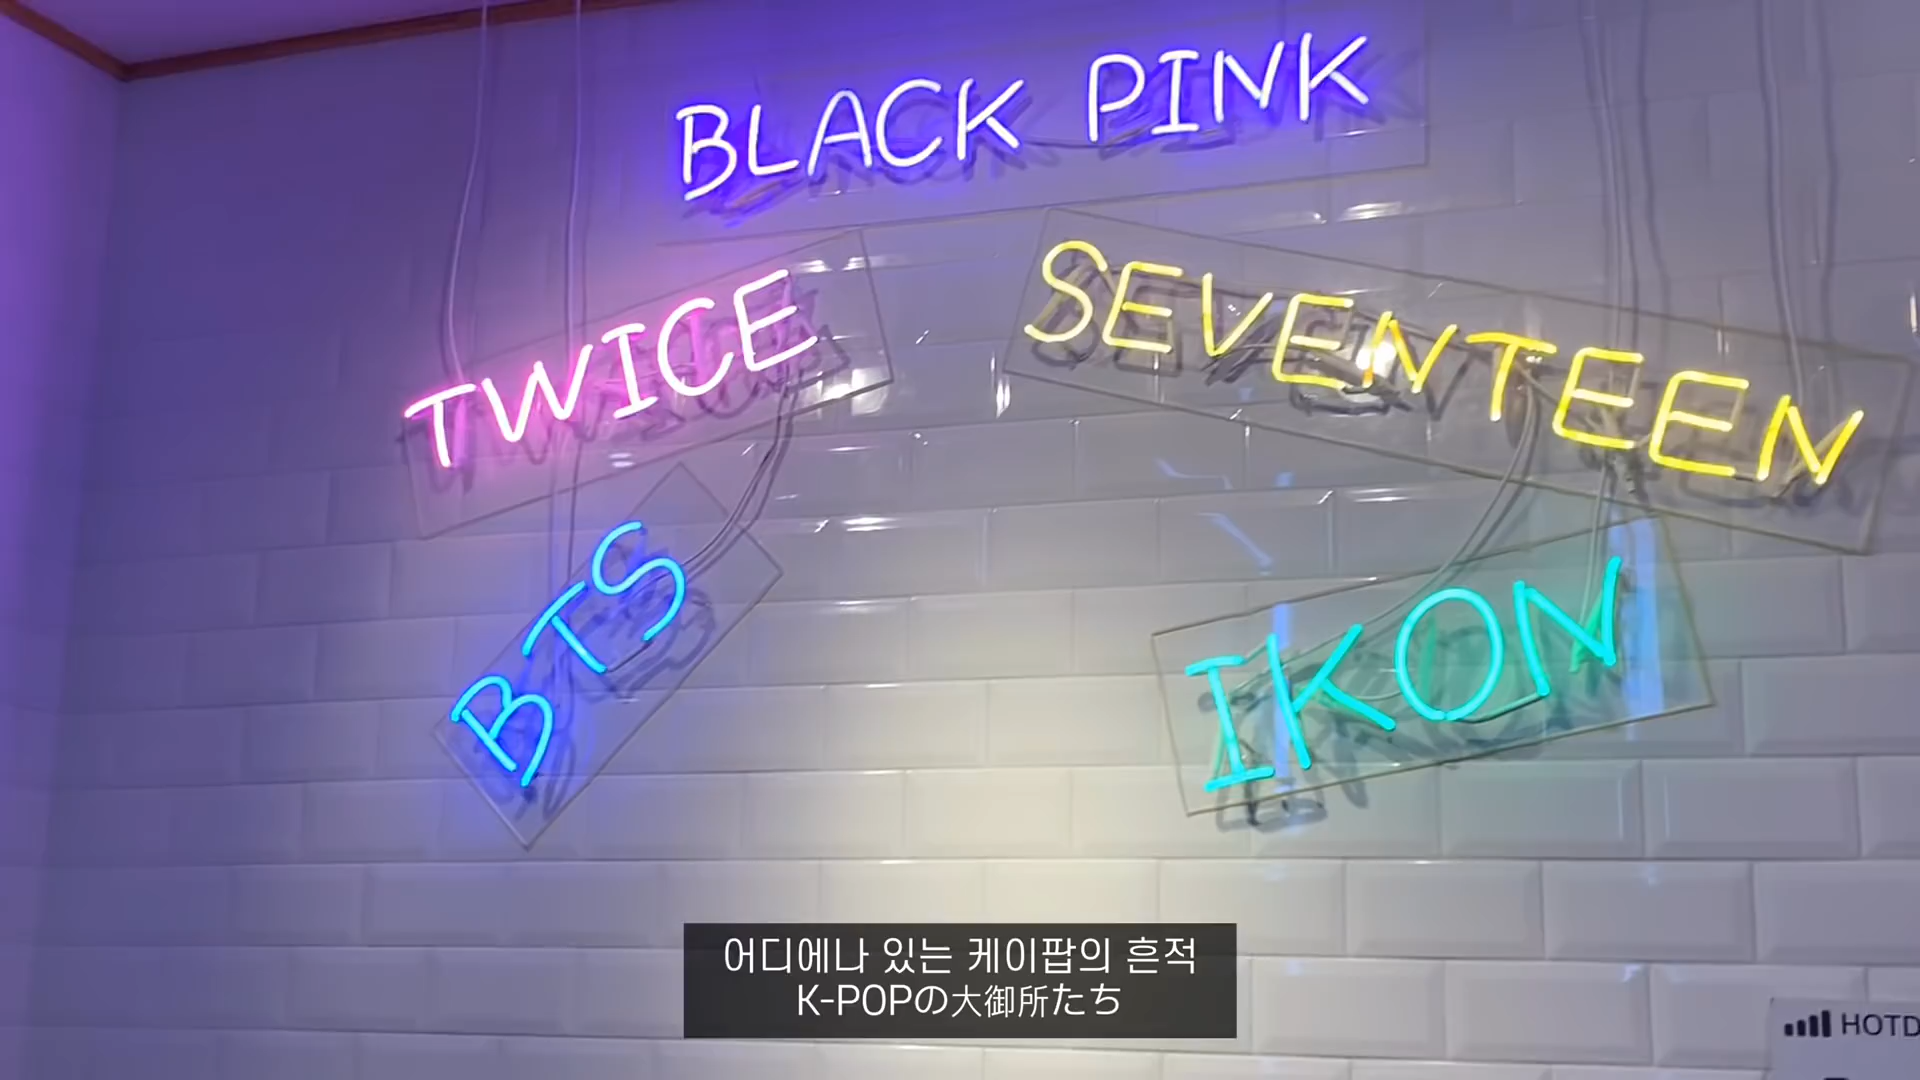 BLACK PINK
TWICE
SEVENTEEN
BTS
IKON
어디에나 있는 케이팝의 흔적
K-POPの大御所たち